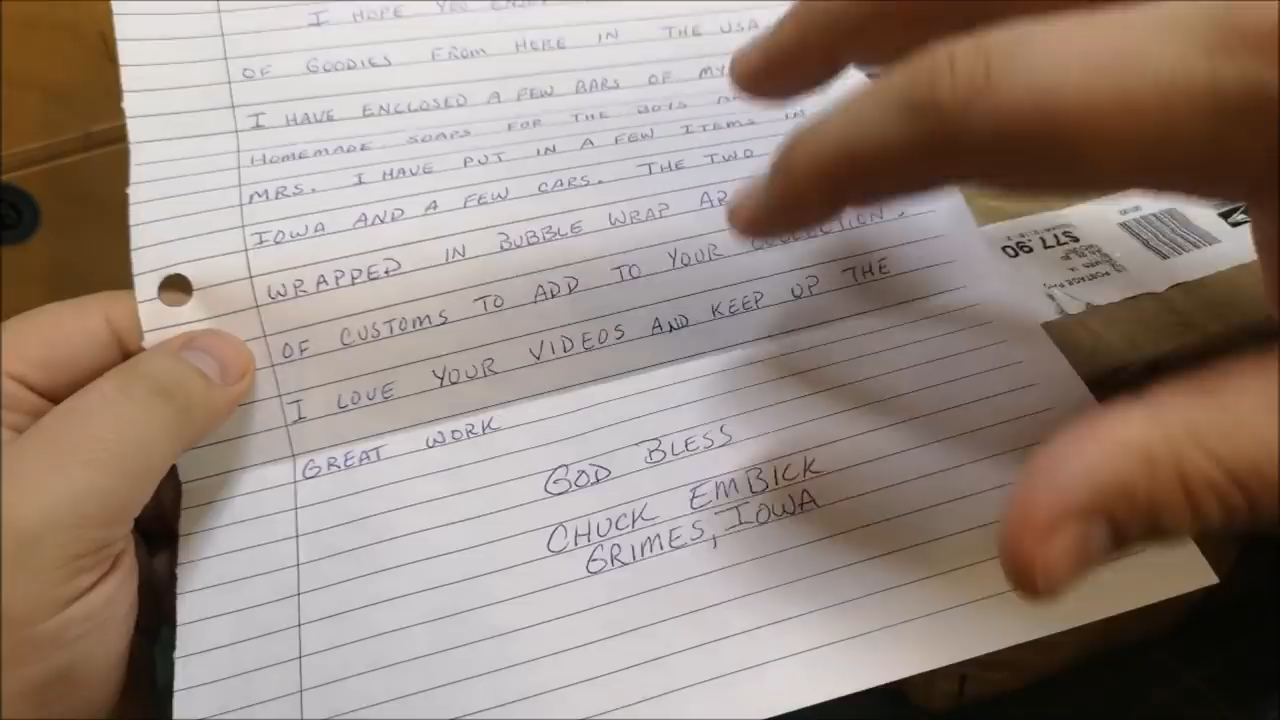 I HOPE YOU
OF GOODIES FROM HERE IN THE USA.
I HAVE ENCLOSED A FEW BARS OF MY
HOMEMADE SOAPS FOR THE BOYS
MRS. I HAVE PUT IN A FEW ITEMS IN
IOWA AND A FEW CARS. THE TWO
WRAPPED IN BUBBLE WRAP
OF CUSTOMS TO ADD TO YOUR COLLECTION.
I LOVE YOUR VIDEOS AND KEEP UP THE
GREAT WORK
GOD BLESS
CHUCK EMBICK
GRIMES, IOWA
$77.90